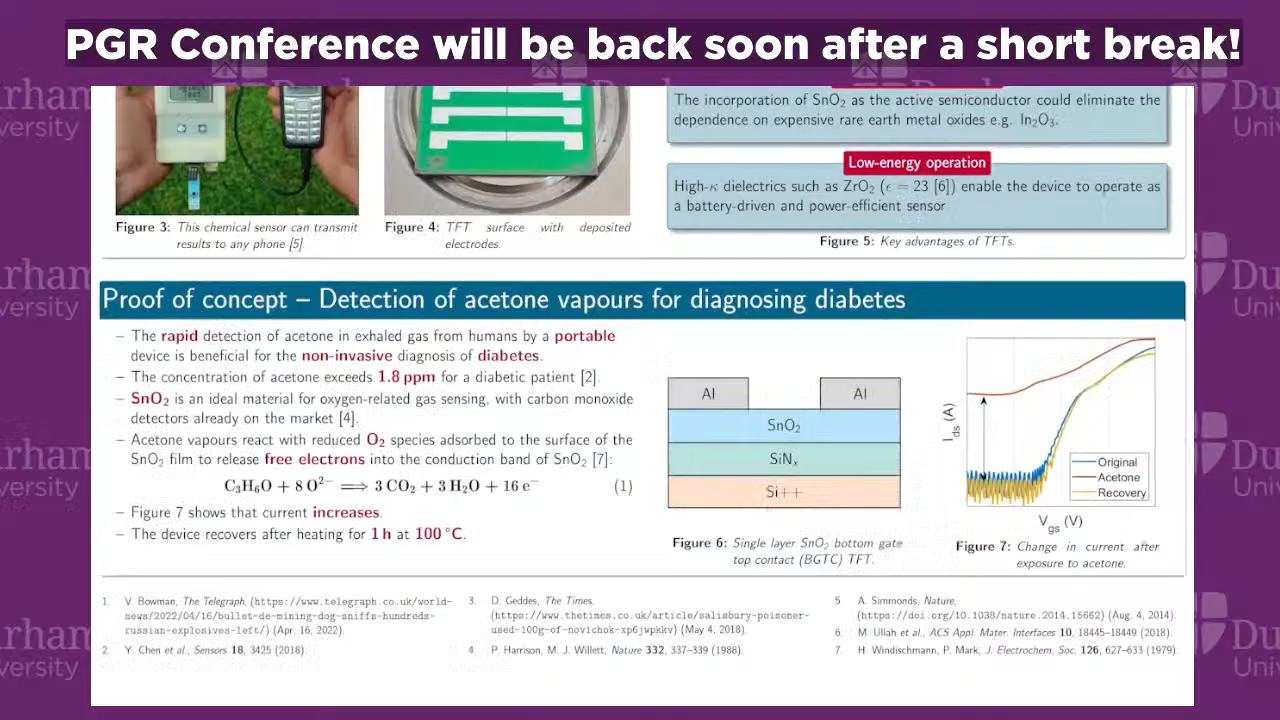 PGR Conference will be back soon after a short break!
Figure 3: This chemical sensor can transmit
results to any phone [5]
Figure 4: TFT surface with deposited
electrodes.
The incorporation of SnO₂ as the active semiconductor could eliminate the
dependence on expensive rare earth metal oxides e.g. In₂O₃.
Low-energy operation
High-κ dielectrics such as ZrO₂ (ϵ = 23 [6]) enable the device to operate as
a battery-driven and power-efficient sensor
Figure 5: Key advantages of TFTs.
Proof of concept – Detection of acetone vapours for diagnosing diabetes
– The rapid detection of acetone in exhaled gas from humans by a portable
device is beneficial for the non-invasive diagnosis of diabetes.
– The concentration of acetone exceeds 1.8 ppm for a diabetic patient [2].
– SnO₂ is an ideal material for oxygen-related gas sensing, with carbon monoxide
detectors already on the market [4].
– Acetone vapours react with reduced O₂ species adsorbed to the surface of the
SnO₂ film to release free electrons into the conduction band of SnO₂ [7]:
C₃H₆O + 8 O²⁻ ⟹ 3 CO₂ + 3 H₂O + 16 e⁻ (1)
– Figure 7 shows that current increases.
– The device recovers after heating for 1 h at 100 °C.
Al
Al
SnO₂
SiNₓ
Si++
Figure 6: Single layer SnO₂ bottom gate
top contact (BGTC) TFT.
I_ds (A)
Original
Acetone
Recovery
V_gs (V)
Figure 7: Change in current after
exposure to acetone.
1. V. Bowman, The Telegraph, (https://www.telegraph.co.uk/world-
news/2022/04/16/bullet-de-mining-dog-sniffs-hundreds-
russian-explosives-left/) (Apr. 16, 2022).
2. Y. Chen et al., Sensors 18, 3425 (2018).
3. D. Geddes, The Times,
(https://www.thetimes.co.uk/article/salisbury-poisoner-
used-100g-of-novichok-xp6jwpkkv) (May 4, 2018).
4. P. Harrison, M. J. Willett, Nature 332, 337–339 (1988).
5 A. Simmonds, Nature,
(https://doi.org/10.1038/nature.2014.15662) (Aug. 4, 2014).
6. M. Ullah et al., ACS Appl. Mater. Interfaces 10, 18445–18449 (2018).
7. H. Windischmann, P. Mark, J. Electrochem. Soc. 126, 627–633 (1979).